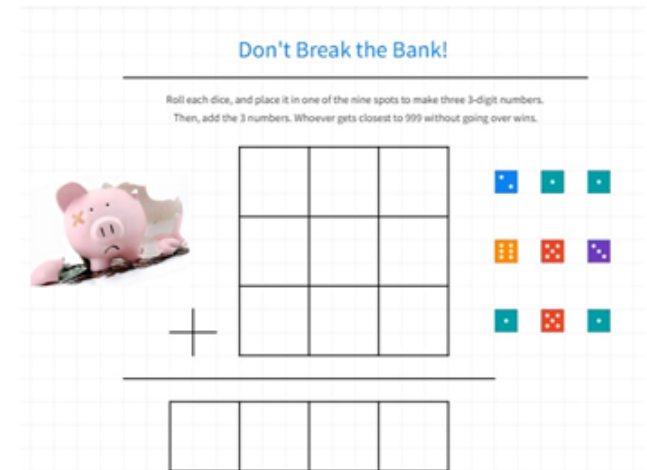 Don't Break the Bank!
Roll each dice, and place it in one of the nine spots to make three 3-digit numbers.
Then, add the 3 numbers. Whoever gets closest to 999 without going over wins.